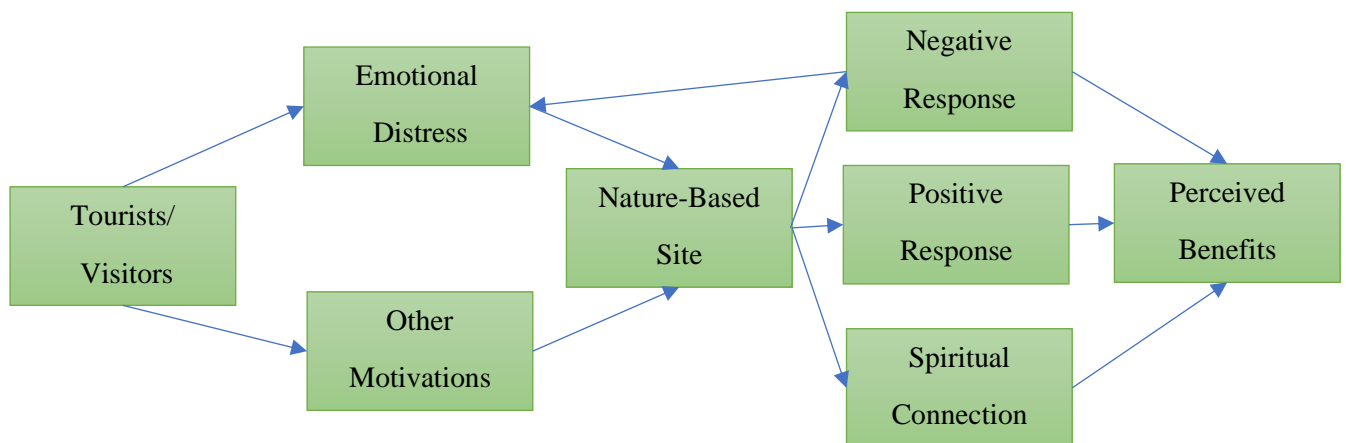 Tourists/
Visitors
Emotional
Distress
Other
Motivations
Nature-Based
Site
Negative
Response
Positive
Response
Spiritual
Connection
Perceived
Benefits